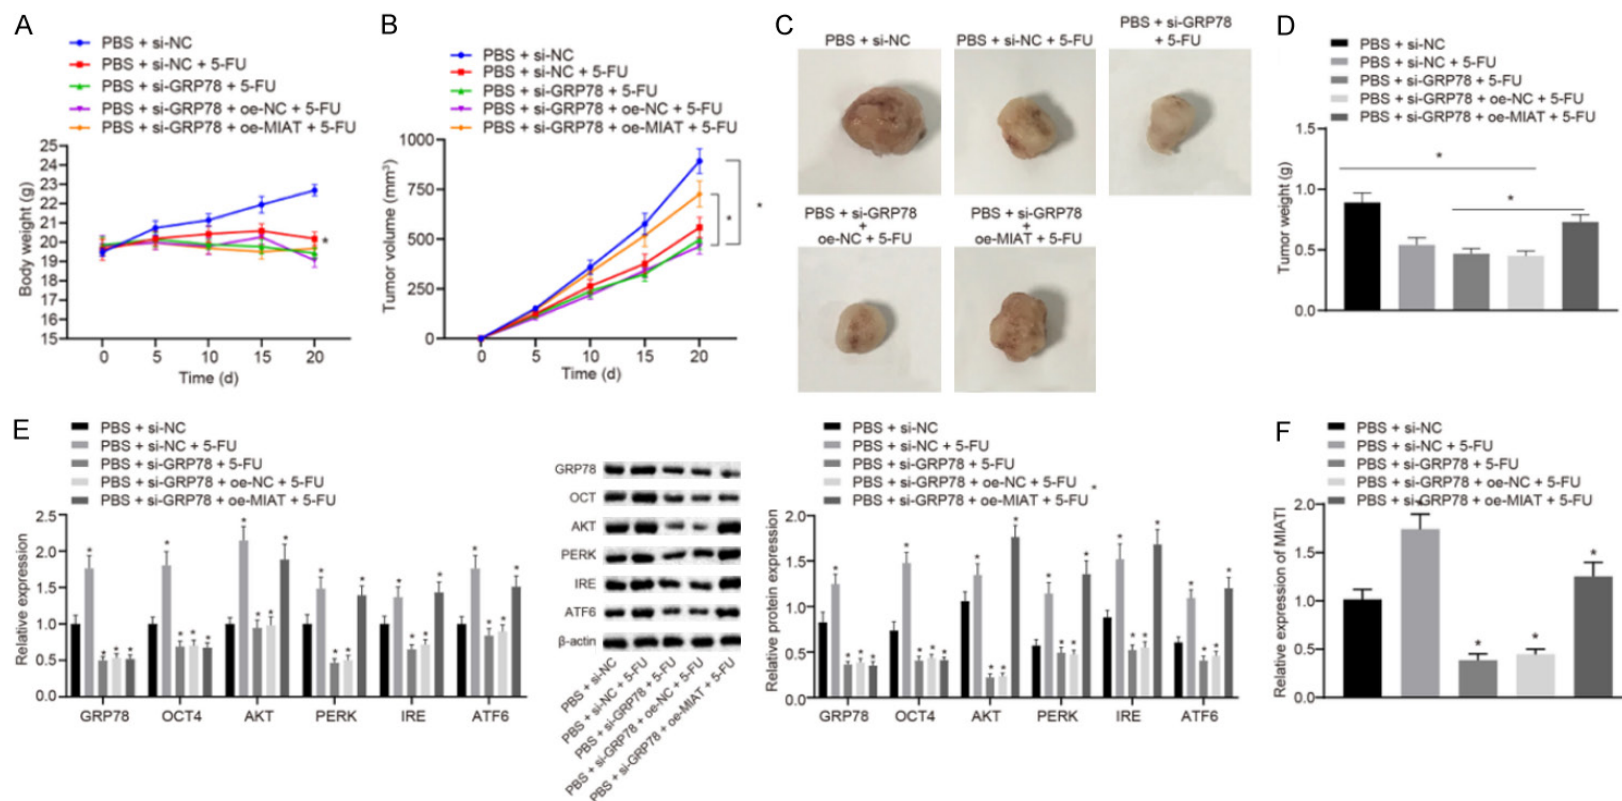 A
PBS + si-NC
PBS + si-NC + 5-FU
PBS + si-GRP78 + 5-FU
PBS + si-GRP78 + oe-NC + 5-FU
PBS + si-GRP78 + oe-MIAT + 5-FU
25
24
23
22
21
20
19
18
17
16
15
Body weight (g)
*
0 5 10 15 20
Time (d)
B
PBS + si-NC
PBS + si-NC + 5-FU
PBS + si-GRP78 + 5-FU
PBS + si-GRP78 + oe-NC + 5-FU
PBS + si-GRP78 + oe-MIAT + 5-FU
1000
750
500
250
0
Tumor volume (mm³)
* *
0 5 10 15 20
Time (d)
C
PBS + si-NC
PBS + si-NC + 5-FU
PBS + si-GRP78
+ 5-FU
PBS + si-GRP78
+
oe-NC + 5-FU
PBS + si-GRP78
+
oe-MIAT + 5-FU
D
PBS + si-NC
PBS + si-NC + 5-FU
PBS + si-GRP78 + 5-FU
PBS + si-GRP78 + oe-NC + 5-FU
PBS + si-GRP78 + oe-MIAT + 5-FU
1.5
1.0
0.5
0.0
Tumor weight (g)
*
*
E
PBS + si-NC
PBS + si-NC + 5-FU
PBS + si-GRP78 + 5-FU
PBS + si-GRP78 + oe-NC + 5-FU
PBS + si-GRP78 + oe-MIAT + 5-FU
2.5
2.0
1.5
1.0
0.5
0.0
Relative expression
* * * *
* * * *
* * * *
* * * *
* * * *
* * * *
GRP78 OCT4 AKT PERK IRE ATF6
GRP78
OCT
AKT
PERK
IRE
ATF6
β-actin
PBS + si-NC
PBS + si-NC + 5-FU
PBS + si-GRP78 + 5-FU
PBS + si-GRP78 + oe-NC + 5-FU
PBS + si-GRP78 + oe-MIAT + 5-FU
PBS + si-NC
PBS + si-NC + 5-FU
PBS + si-GRP78 + 5-FU
PBS + si-GRP78 + oe-NC + 5-FU
PBS + si-GRP78 + oe-MIAT + 5-FU
*
2.0
1.5
1.0
0.5
0.0
Relative protein expression
* * * *
* * * *
* * * *
* * * *
* * * *
* * * *
GRP78 OCT4 AKT PERK IRE ATF6
F
PBS + si-NC
PBS + si-NC + 5-FU
PBS + si-GRP78 + 5-FU
PBS + si-GRP78 + oe-NC + 5-FU
PBS + si-GRP78 + oe-MIAT + 5-FU
2.0
1.5
1.0
0.5
0.0
Relative expression of MIATI
* * * *